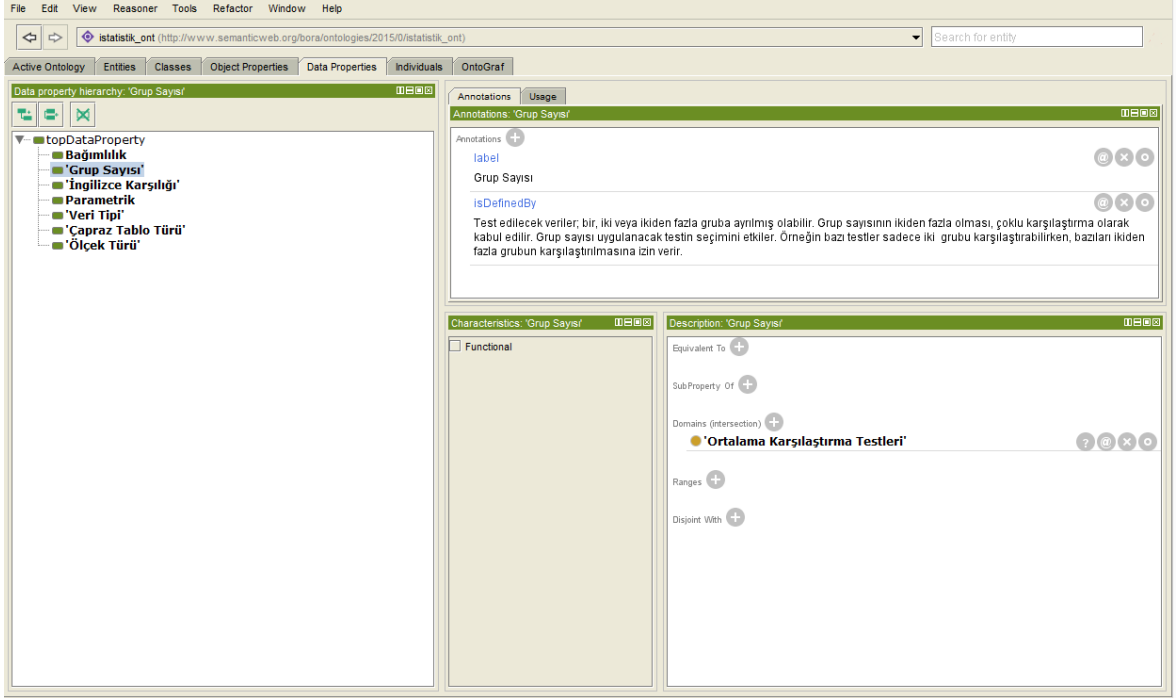 File Edit View Reasoner Tools Refactor Window Help
istatistik_ont (http://www.semanticweb.org/bora/ontologies/2015/0/istatistik_ont)
Search for entity
Active Ontology Entities Classes Object Properties Data Properties Individuals OntoGraf
Data property hierarchy: 'Grup Sayısı'
topDataProperty
Bağımlılık
'Grup Sayısı'
'İngilizce Karşılığı'
Parametrik
'Veri Tipi'
'Çapraz Tablo Türü'
'Ölçek Türü'
Annotations Usage
Annotations: 'Grup Sayısı'
Annotations
label
Grup Sayısı
isDefinedBy
Test edilecek veriler; bir, iki veya ikiden fazla gruba ayrılmış olabilir. Grup sayısının ikiden fazla olması, çoklu karşılaştırma olarak
kabul edilir. Grup sayısı uygulanacak testin seçimini etkiler. Örneğin bazı testler sadece iki grubu karşılaştırabilirken, bazıları ikiden
fazla grubun karşılaştırılmasına izin verir.
Characteristics: 'Grup Sayısı'
Functional
Description: 'Grup Sayısı'
Equivalent To
SubProperty Of
Domains (intersection)
'Ortalama Karşılaştırma Testleri'
Ranges
Disjoint With